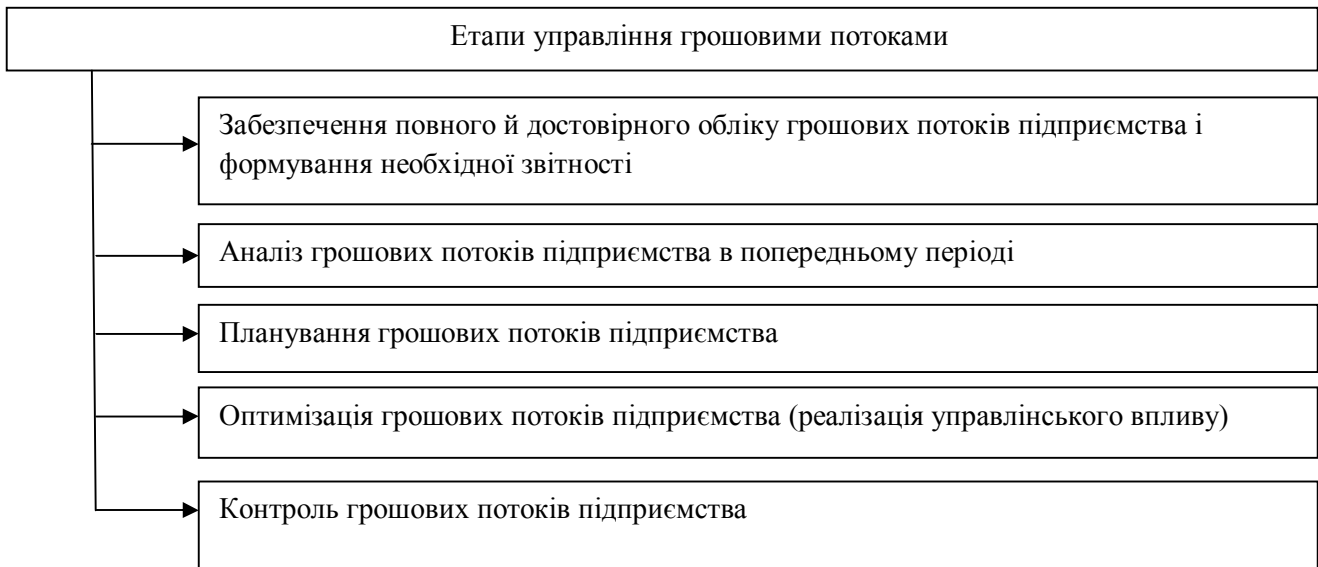 Етапи управління грошовими потоками
Забезпечення повного й достовірного обліку грошових потоків підприємства і
формування необхідної звітності
Аналіз грошових потоків підприємства в попередньому періоді
Планування грошових потоків підприємства
Оптимізація грошових потоків підприємства (реалізація управлінського впливу)
Контроль грошових потоків підприємства